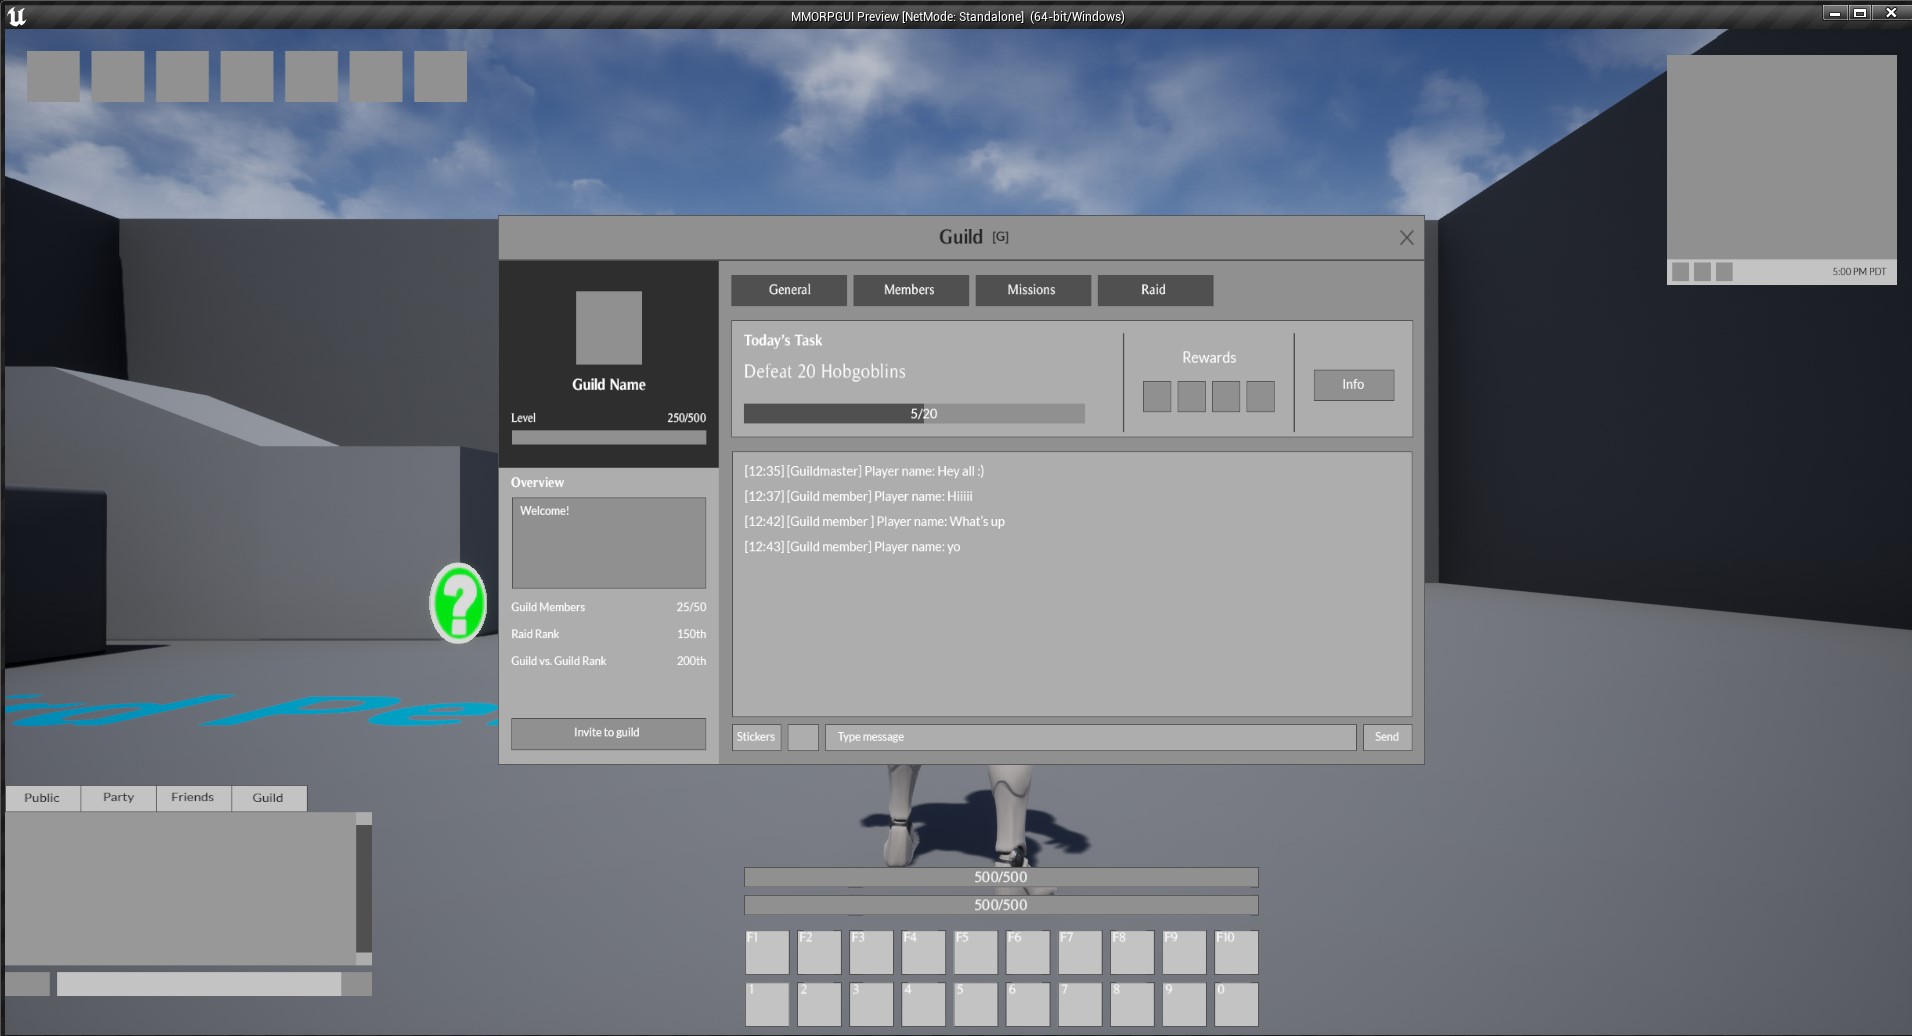 MMORPGUI Preview [NetMode: Standalone] (64-bit/Windows)
5:00 PM PDT
Guild [G]
General Members Missions Raid
Guild Name
Level 250/500
Today's Task
Defeat 20 Hobgoblins
5/20
Rewards
Info
Overview
Welcome!
Guild Members 25/50
Raid Rank 150th
Guild vs. Guild Rank 200th
Invite to guild
[12:35] [Guildmaster] Player name: Hey all :)
[12:37] [Guild member] Player name: Hiiiii
[12:42] [Guild member ] Player name: What's up
[12:43] [Guild member] Player name: yo
Stickers Type message Send
Public Party Friends Guild
500/500
500/500
F1 F2 F3 F4 F5 F6 F7 F8 F9 F10
1 2 3 4 5 6 7 8 9 0